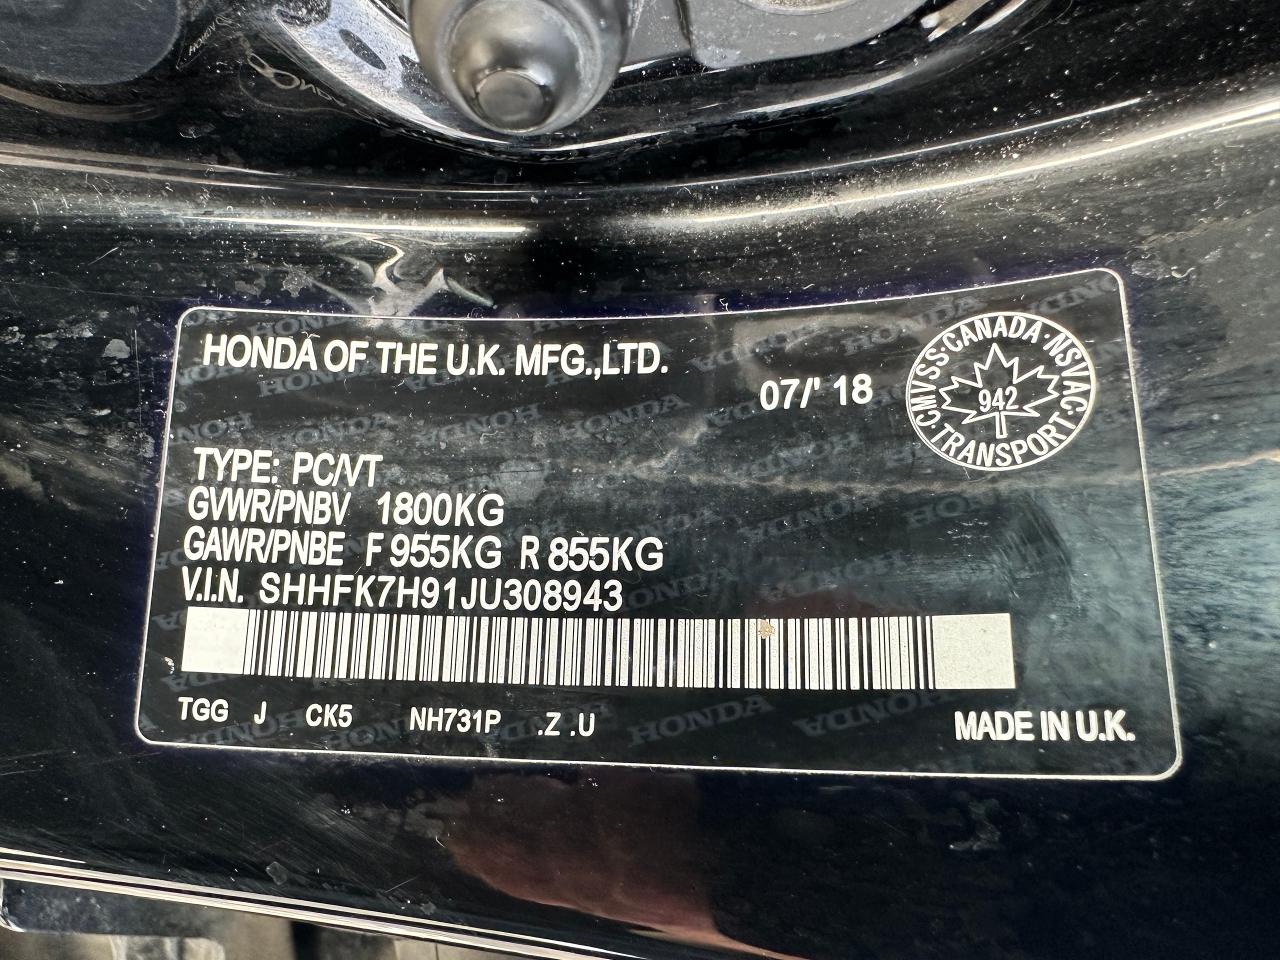 HONDA OF THE U.K. MFG.,LTD.
07/' 18
CMVSS · CANADA · NSVAC · TRANSPORT ·
942
TYPE: PC/VT
GVWR/PNBV 1800KG
GAWR/PNBE F 955KG R 855KG
V.I.N. SHHFK7H91JU308943
TGG J CK5 NH731P .Z .U
MADE IN U.K.